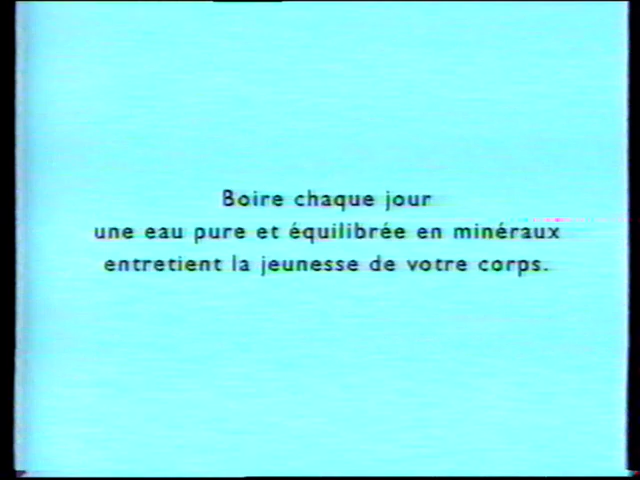 Boire chaque jour
une eau pure et équilibrée en minéraux
entretient la jeunesse de votre corps.